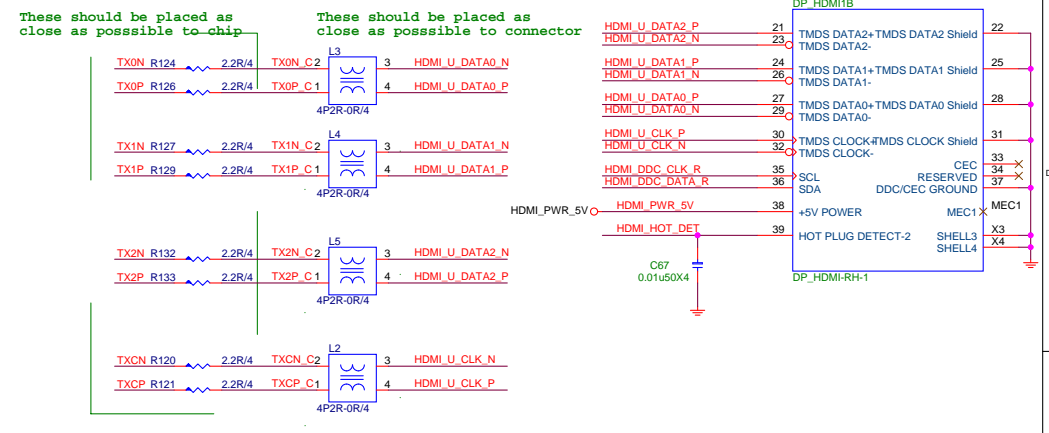 These should be placed as
close as posssible to chip
These should be placed as
close as posssible to connector
TX0N R124 2.2R/4 TX0N_C 2 L3 3 HDMI_U_DATA0_N
TX0P R126 2.2R/4 TX0P_C 1 4 HDMI_U_DATA0_P
4P2R-0R/4
L4
TX1N R127 2.2R/4 TX1N_C 2 3 HDMI_U_DATA1_N
TX1P R129 2.2R/4 TX1P_C 1 4 HDMI_U_DATA1_P
4P2R-0R/4
L5
TX2N R132 2.2R/4 TX2N_C 2 3 HDMI_U_DATA2_N
TX2P R133 2.2R/4 TX2P_C 1 4 HDMI_U_DATA2_P
4P2R-0R/4
L2
TXCN R120 2.2R/4 TXCN_C 2 3 HDMI_U_CLK_N
TXCP R121 2.2R/4 TXCP_C 1 4 HDMI_U_CLK_P
4P2R-0R/4
DP_HDMI1B
HDMI_U_DATA2_P 21 TMDS DATA2+ TMDS DATA2 Shield 22
HDMI_U_DATA2_N 23 TMDS DATA2-
HDMI_U_DATA1_P 24 TMDS DATA1+ TMDS DATA1 Shield 25
HDMI_U_DATA1_N 26 TMDS DATA1-
HDMI_U_DATA0_P 27 TMDS DATA0+ TMDS DATA0 Shield 28
HDMI_U_DATA0_N 29 TMDS DATA0-
HDMI_U_CLK_P 30 TMDS CLOCK+ TMDS CLOCK Shield 31
HDMI_U_CLK_N 32 TMDS CLOCK-
CEC 33
HDMI_DDC_CLK_R 35 SCL RESERVED 34
HDMI_DDC_DATA_R 36 SDA DDC/CEC GROUND 37
HDMI_PWR_5V HDMI_PWR_5V 38 +5V POWER MEC1 MEC1
HDMI_HOT_DET 39 HOT PLUG DETECT-2 SHELL3 X3
SHELL4 X4
C67
0.01u50X4
DP_HDMI-RH-1